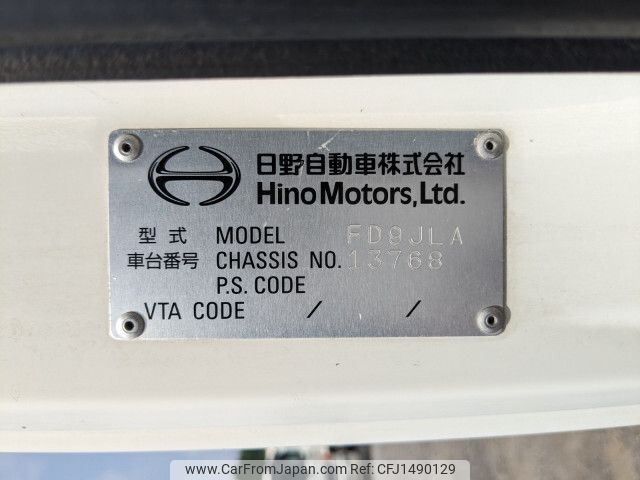 日野自動車株式会社
Hino Motors, Ltd.
型式 MODEL FD9JLA
車台番号 CHASSIS NO. 13768
P.S. CODE
VTA CODE / /
www.CarFromJapan.com | Ref No: CFJ1490129